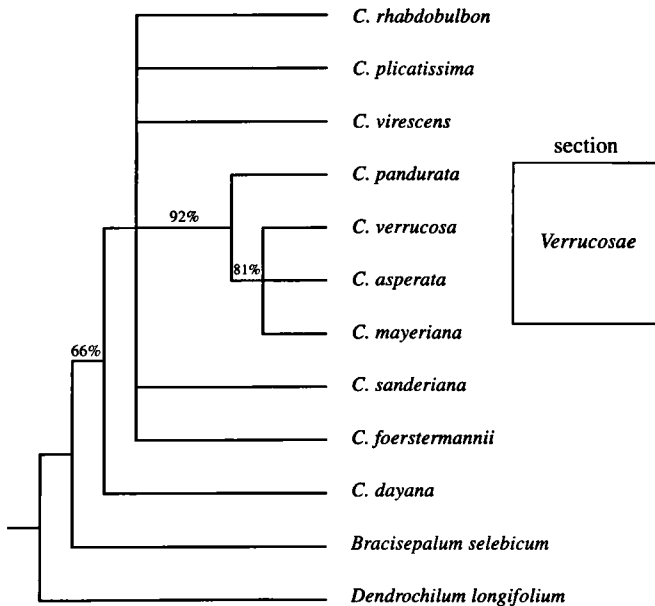 C. rhabdobulbon
C. plicatissima
C. virescens
section
C. pandurata
92%
C. verrucosa
Verrucosae
81%
C. asperata
C. mayeriana
66%
C. sanderiana
C. foerstermannii
C. dayana
Bracisepalum selebicum
Dendrochilum longifolium